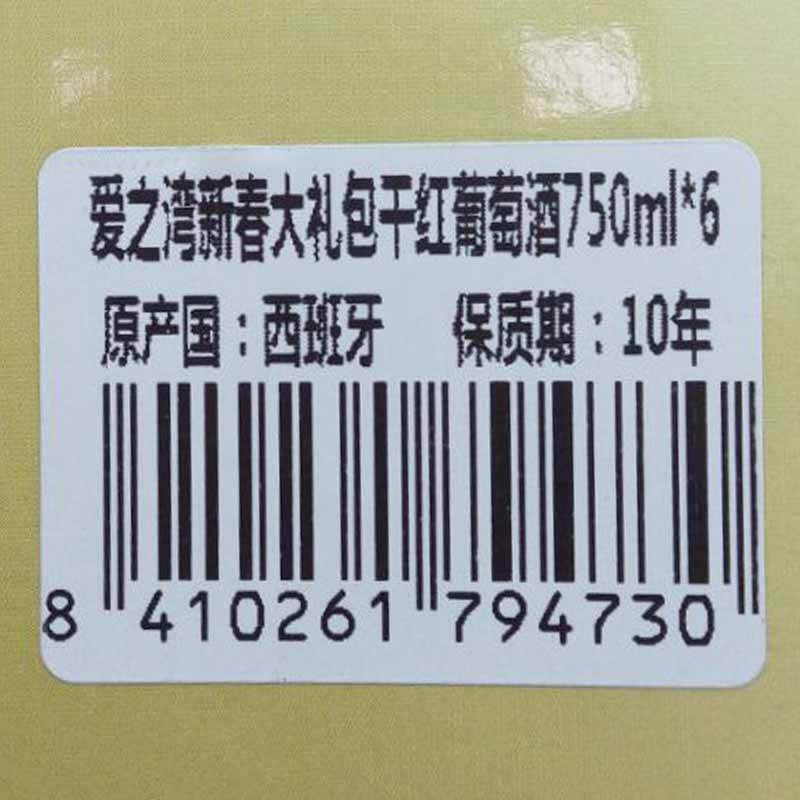 爱之湾新春大礼包干红葡萄酒750ml*6
原产国：西班牙 保质期：10年
8 410261 794730